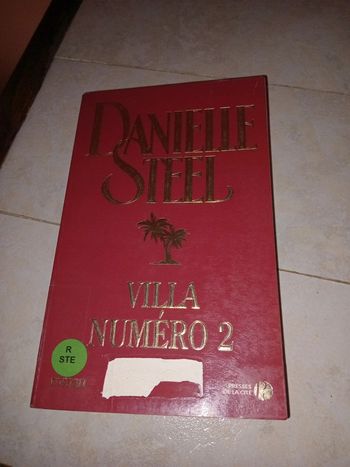 DANIELLE
STEEL
VILLA
NUMÉRO 2
R
STE
PRESSES
DE LA CITÉ